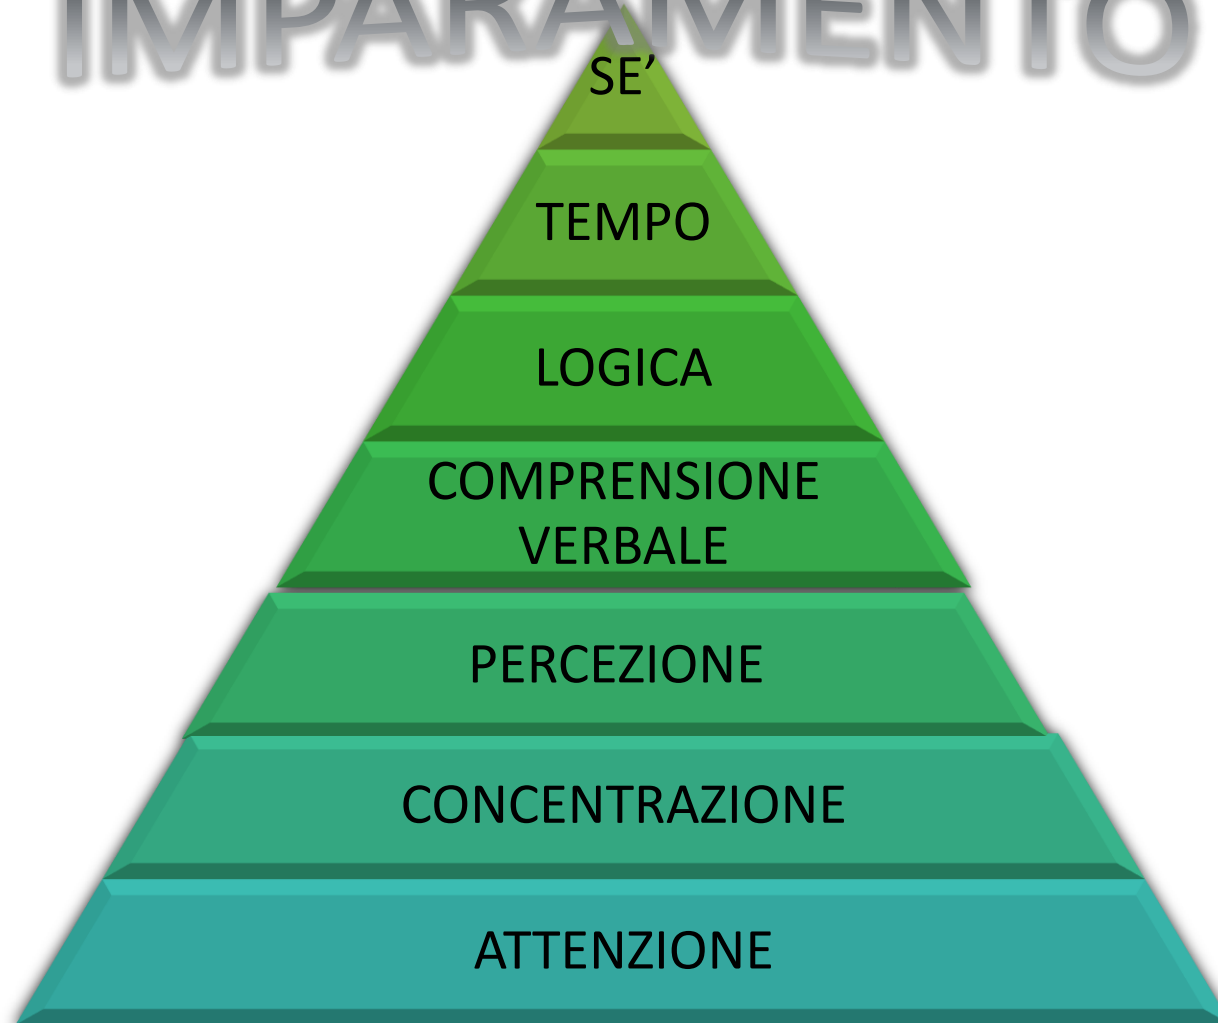 IMPARAMENTO
SE’
TEMPO
LOGICA
COMPRENSIONE
VERBALE
PERCEZIONE
CONCENTRAZIONE
ATTENZIONE